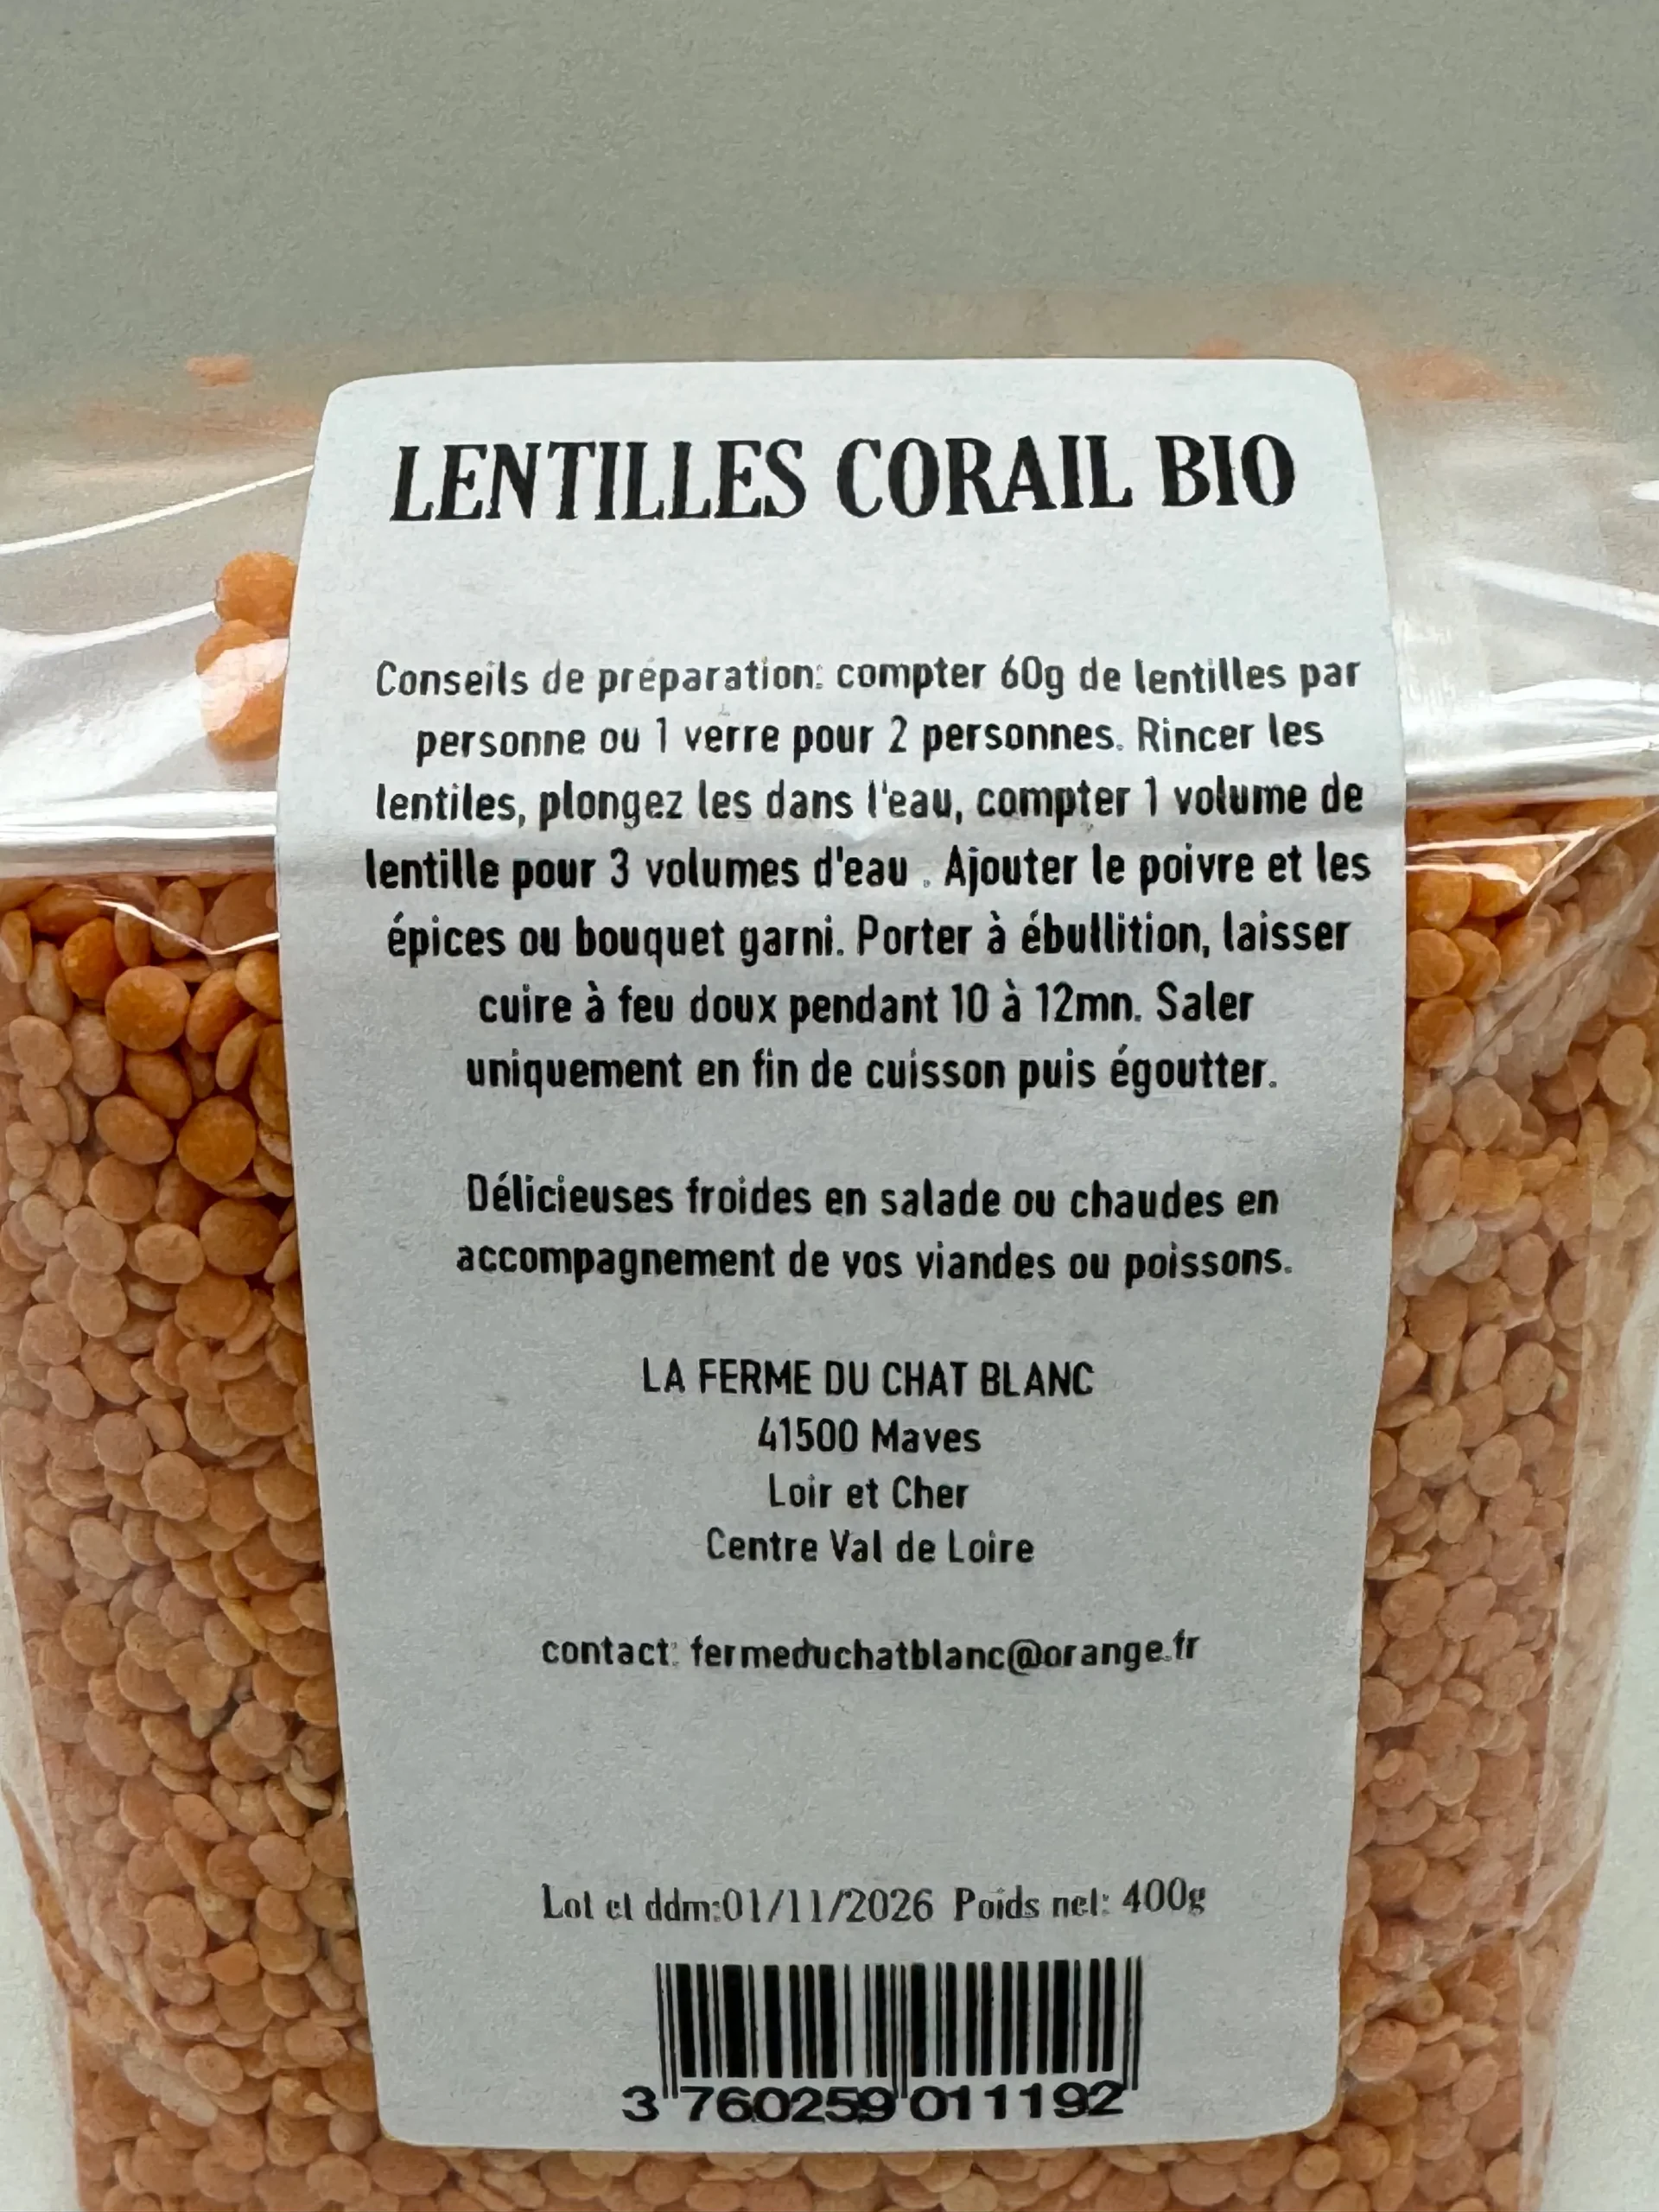 LENTILLES CORAIL BIO
Conseils de préparation: compter 60g de lentilles par
personne ou 1 verre pour 2 personnes. Rincer les
lentiles, plongez les dans l'eau, compter 1 volume de
lentille pour 3 volumes d'eau . Ajouter le poivre et les
épices ou bouquet garni. Porter à ébullition, laisser
cuire à feu doux pendant 10 à 12mn. Saler
uniquement en fin de cuisson puis égoutter.
Délicieuses froides en salade ou chaudes en
accompagnement de vos viandes ou poissons.
LA FERME DU CHAT BLANC
41500 Maves
Loir et Cher
Centre Val de Loire
contact: fermeduchatblanc@orange.fr
Lot et ddm:01/11/2026 Poids net: 400g
3 760259 011192